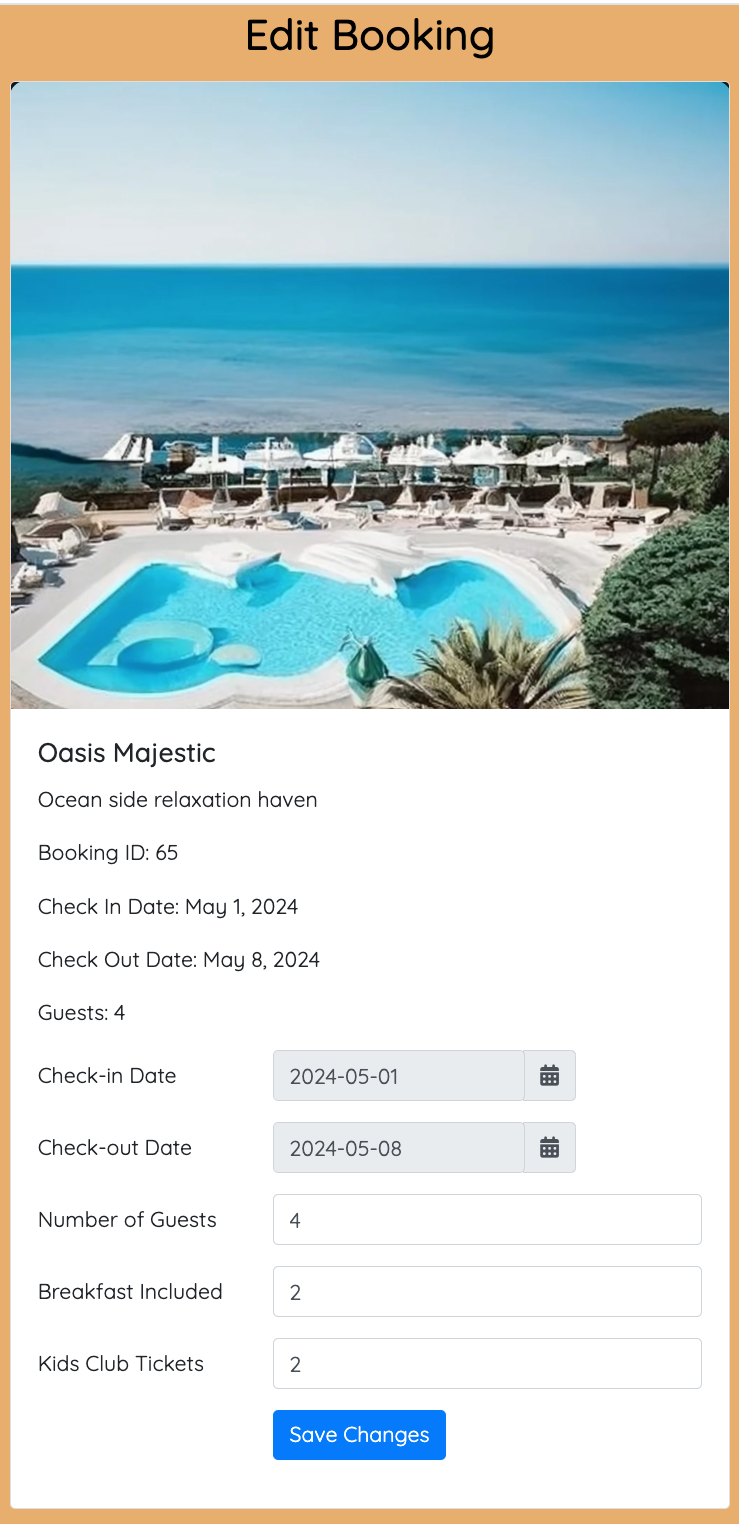 Edit Booking
Oasis Majestic
Ocean side relaxation haven
Booking ID: 65
Check In Date: May 1, 2024
Check Out Date: May 8, 2024
Guests: 4
Check-in Date 2024-05-01
Check-out Date 2024-05-08
Number of Guests 4
Breakfast Included 2
Kids Club Tickets 2
Save Changes